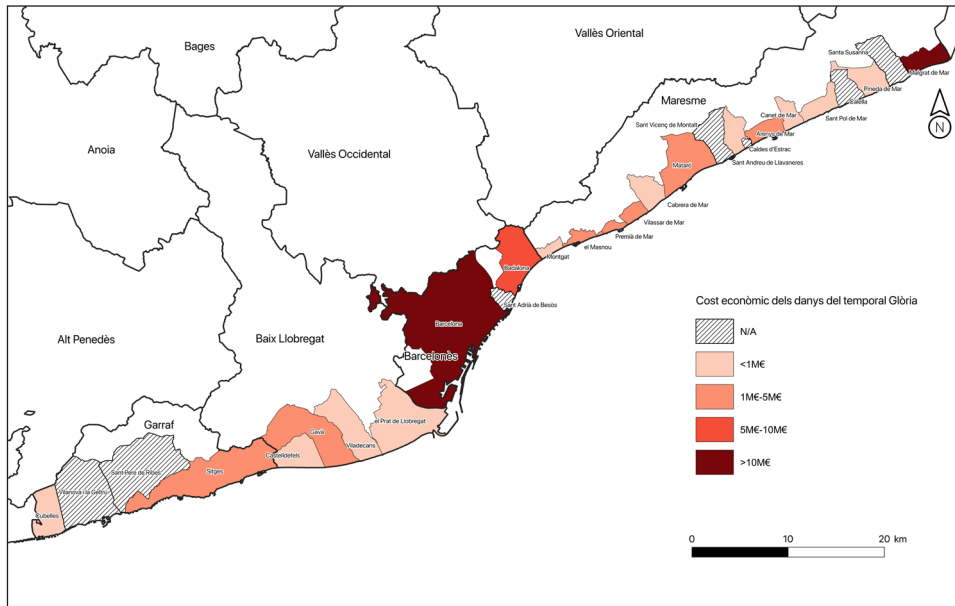 Bages
Vallès Oriental
Santa Susanna
Malgrat de Mar
Pineda de Mar
Calella
Maresme
Canet de Mar
Sant Pol de Mar
N
Sant Vicenç de Montalt
Arenys de Mar
Anoia
Vallès Occidental
Caldes d'Estrac
Sant Andreu de Llavaneres
Mataró
Cabrera de Mar
Vilassar de Mar
Premià de Mar
el Masnou
Montgat
Badalona
Sant Adrià de Besòs
Cost econòmic dels danys del temporal Glòria
N/A
<1M€
1M€-5M€
5M€-10M€
>10M€
Barcelona
Alt Penedès
Baix Llobregat
Barcelonès
Garraf
el Prat de Llobregat
Gavà
Viladecans
Castelldefels
Sitges
Sant Pere de Ribes
Vilanova i la Geltrú
Cubelles
0 10 20 km